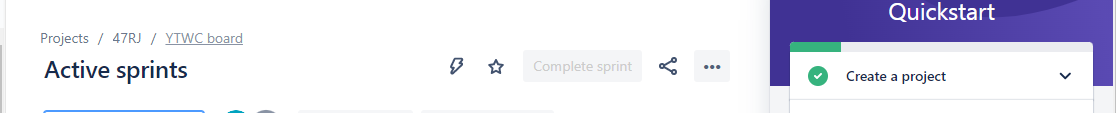 Projects / 47RJ / YTWC board
Active sprints
Complete sprint
Quickstart
Create a project